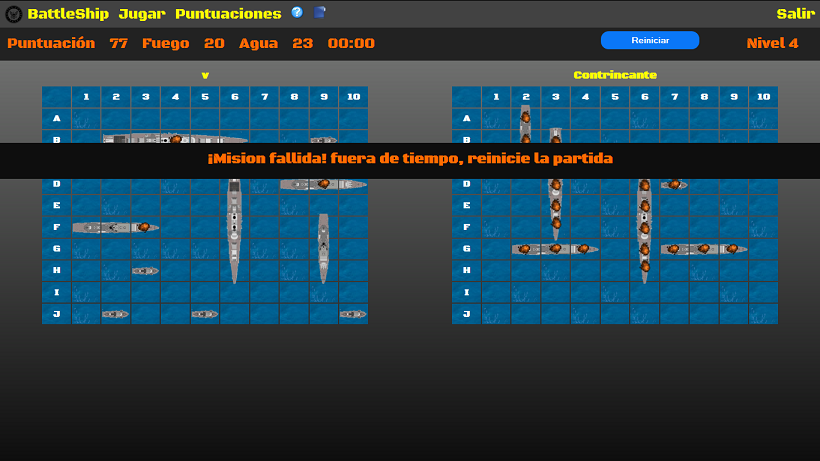 BattleShip Jugar Puntuaciones ? Salir
Puntuación 77 Fuego 20 Agua 23 00:00 Reiniciar Nivel 4
v Contrincante
1 2 3 4 5 6 7 8 9 10 1 2 3 4 5 6 7 8 9 10
A A
B B
¡Mision fallida! fuera de tiempo, reinicie la partida
D D
E E
F F
G G
H H
I I
J J